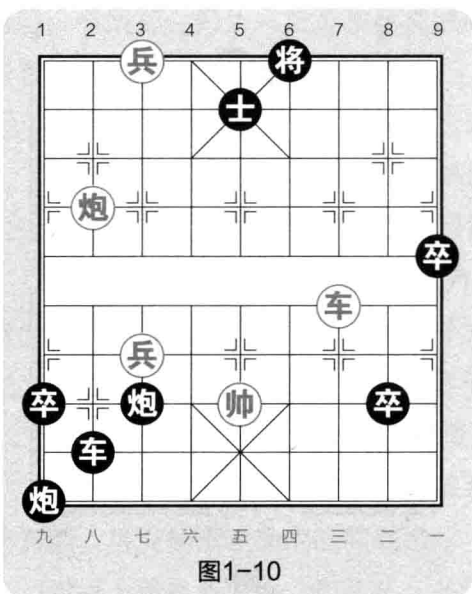 1 2 3 4 5 6 7 8 9
兵 将
士
炮
卒
车
兵
卒 炮 帅 卒
车
炮
九 八 七 六 五 四 三 二 一
图1-10